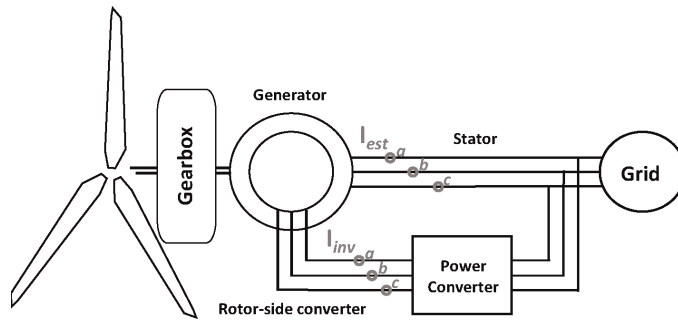 Generator
I_est
a
Stator
b
c
Gearbox
Grid
I_inv
a
b
c
Power
Converter
Rotor-side converter